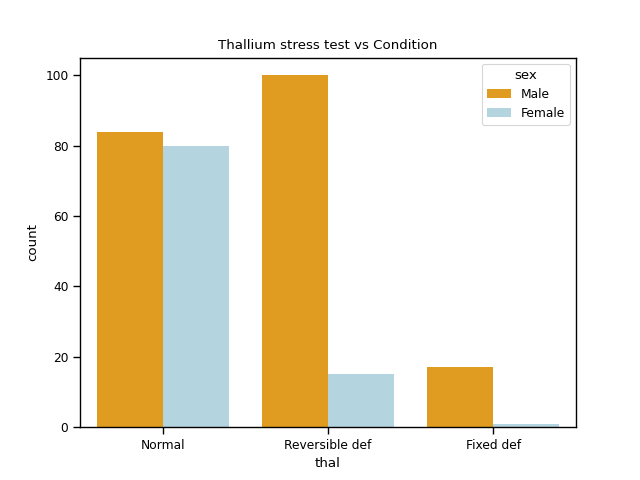 Thallium stress test vs Condition
sex
Male
Female
count
100
80
60
40
20
0
Normal
Reversible def
Fixed def
thal